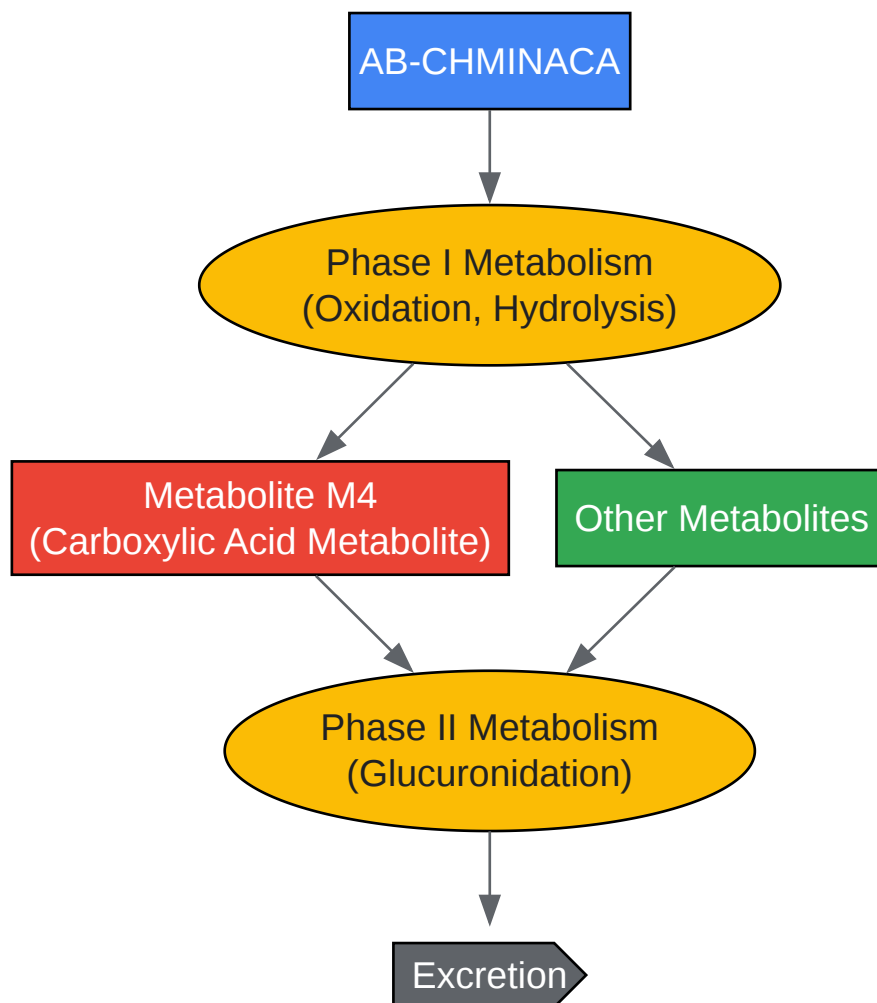 AB-CHMINACA
Phase I Metabolism
(Oxidation, Hydrolysis)
Metabolite M4
(Carboxylic Acid Metabolite)
Other Metabolites
Phase II Metabolism
(Glucuronidation)
Excretion